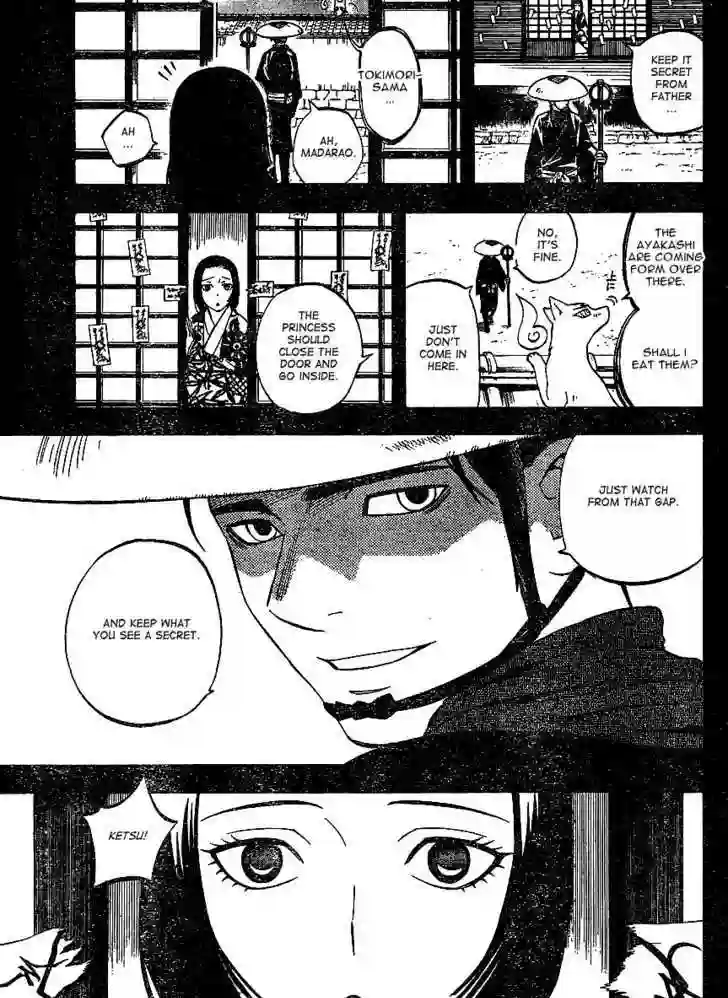 KEEP IT
SECRET
FROM
FATHER
...
TOKIMORI-
SAMA
...
AH,
MADARAO.
AH
...
THE
AYAKASHI
ARE COMING
FORM OVER
THERE.
SHALL I
EAT THEM?
NO,
IT'S
FINE.
JUST
DON'T
COME IN
HERE.
THE
PRINCESS
SHOULD
CLOSE THE
DOOR AND
GO INSIDE.
JUST WATCH
FROM THAT GAP.
AND KEEP WHAT
YOU SEE A SECRET.
KETSU!